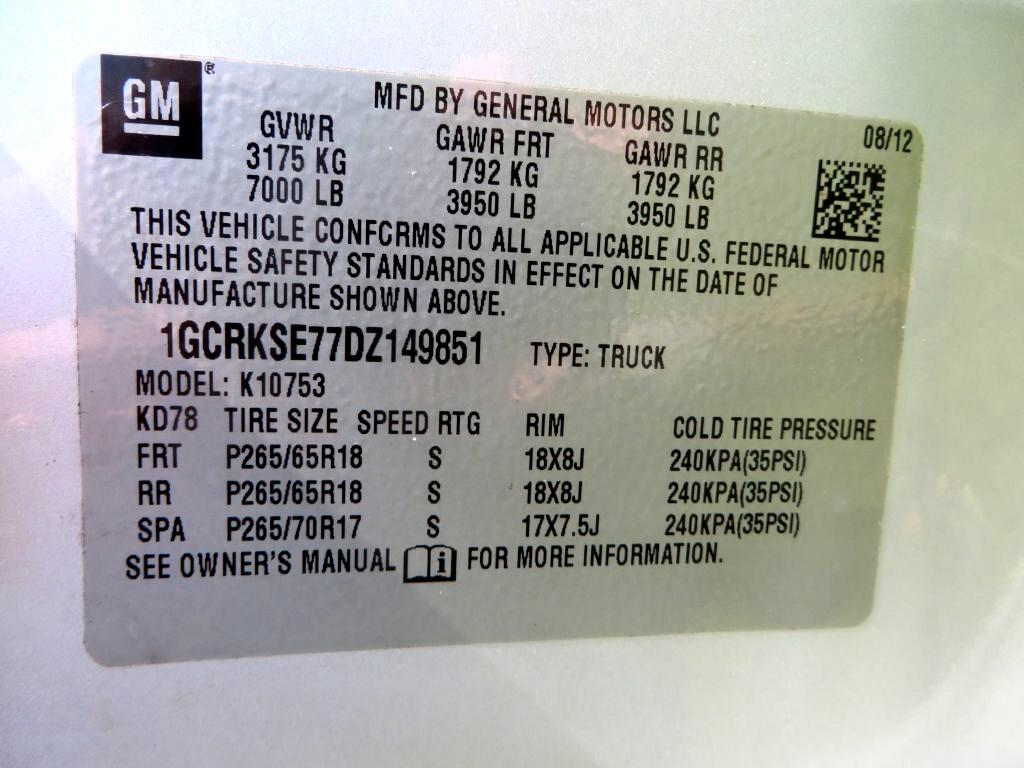 GM®
MFD BY GENERAL MOTORS LLC
08/12
GVWR GAWR FRT GAWR RR
3175 KG 1792 KG 1792 KG
7000 LB 3950 LB 3950 LB
THIS VEHICLE CONFORMS TO ALL APPLICABLE U.S. FEDERAL MOTOR
VEHICLE SAFETY STANDARDS IN EFFECT ON THE DATE OF
MANUFACTURE SHOWN ABOVE.
1GCRKSE77DZ149851 TYPE: TRUCK
MODEL: K10753
KD78 TIRE SIZE SPEED RTG RIM COLD TIRE PRESSURE
FRT P265/65R18 S 18X8J 240KPA(35PSI)
RR P265/65R18 S 18X8J 240KPA(35PSI)
SPA P265/70R17 S 17X7.5J 240KPA(35PSI)
SEE OWNER'S MANUAL i FOR MORE INFORMATION.